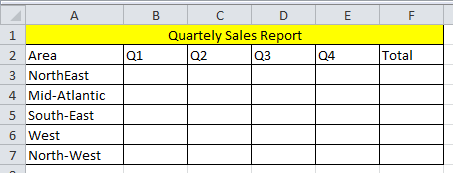 A B C D E F
1 Quartely Sales Report
2 Area Q1 Q2 Q3 Q4 Total
3 NorthEast
4 Mid-Atlantic
5 South-East
6 West
7 North-West